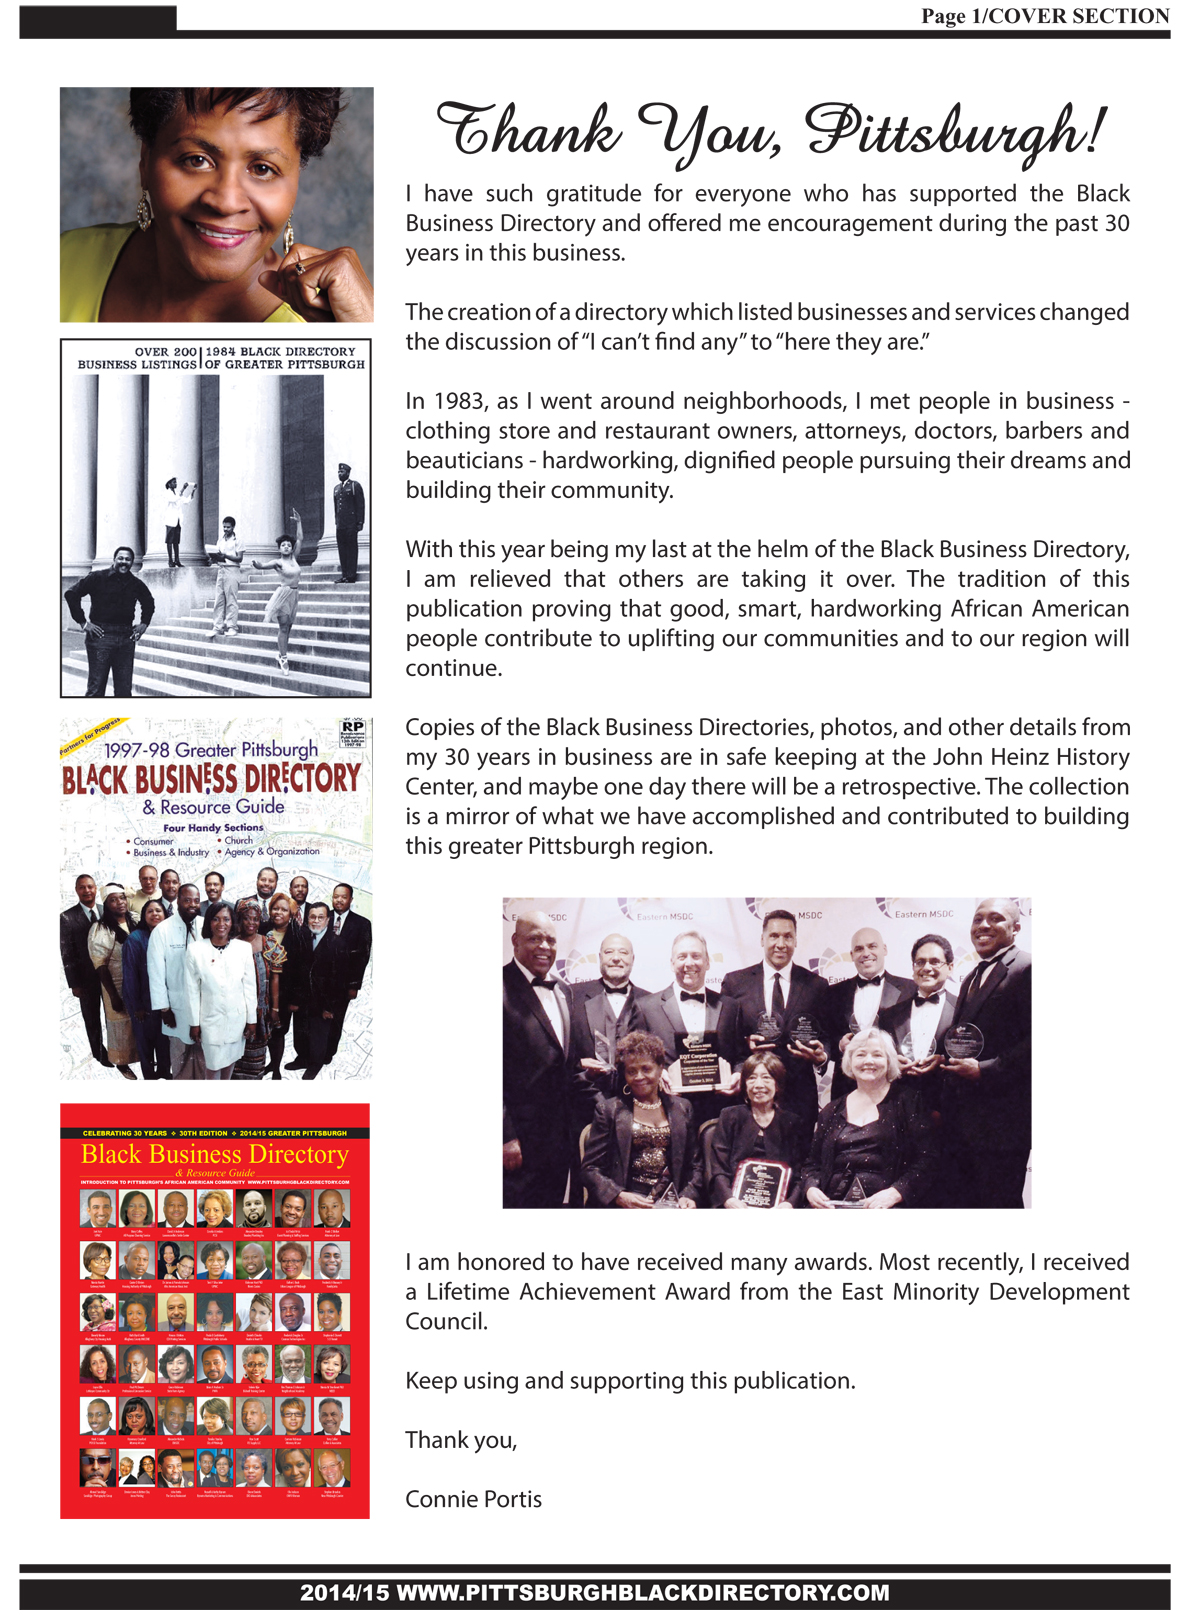 Page 1/COVER SECTION
Thank You, Pittsburgh!
I have such gratitude for everyone who has supported the Black
Business Directory and offered me encouragement during the past 30
years in this business.
The creation of a directory which listed businesses and services changed
the discussion of “I can’t find any” to “here they are.”
In 1983, as I went around neighborhoods, I met people in business -
clothing store and restaurant owners, attorneys, doctors, barbers and
beauticians - hardworking, dignified people pursuing their dreams and
building their community.
With this year being my last at the helm of the Black Business Directory,
I am relieved that others are taking it over. The tradition of this
publication proving that good, smart, hardworking African American
people contribute to uplifting our communities and to our region will
continue.
Copies of the Black Business Directories, photos, and other details from
my 30 years in business are in safe keeping at the John Heinz History
Center, and maybe one day there will be a retrospective. The collection
is a mirror of what we have accomplished and contributed to building
this greater Pittsburgh region.
I am honored to have received many awards. Most recently, I received
a Lifetime Achievement Award from the East Minority Development
Council.
Keep using and supporting this publication.
Thank you,
Connie Portis
OVER 200 | 1984 BLACK DIRECTORY
BUSINESS LISTINGS | OF GREATER PITTSBURGH
Partners for Progress
RP
Renaissance
Publications
1997-98
1997-98 Greater Pittsburgh
BLACK BUSINESS DIRECTORY
& Resource Guide
Four Handy Sections
• Consumer • Church
• Business & Industry • Agency & Organization
CELEBRATING 30 YEARS ❖ 30TH EDITION ❖ 2014/15 GREATER PITTSBURGH
Black Business Directory
& Resource Guide
INTRODUCTION TO PITTSBURGH'S AFRICAN AMERICAN COMMUNITY WWW.PITTSBURHGBLACKDIRECTORY.COM
Eastern MSDC
MSDC
Eastern MSDC
EQT Corporation
2014/15 WWW.PITTSBURGHBLACKDIRECTORY.COM